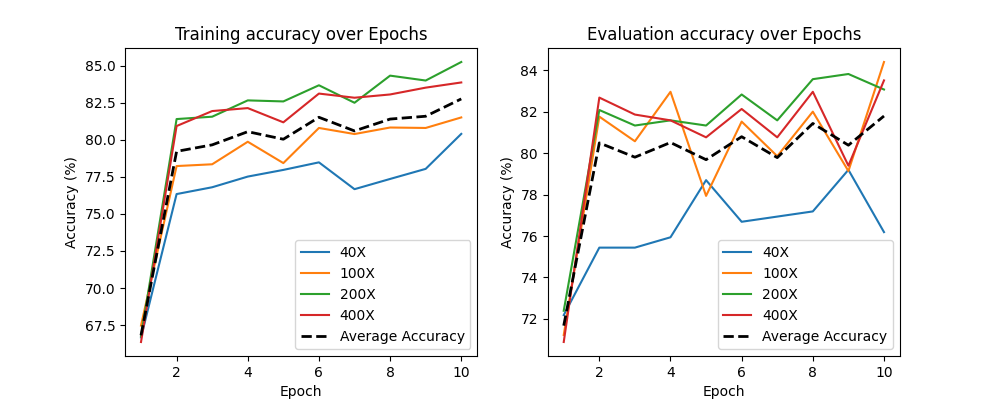 Training accuracy over Epochs
Accuracy (%)
85.0
82.5
80.0
77.5
75.0
72.5
70.0
67.5
2
4
6
8
10
Epoch
40X
100X
200X
400X
Average Accuracy
Evaluation accuracy over Epochs
Accuracy (%)
84
82
80
78
76
74
72
2
4
6
8
10
Epoch
40X
100X
200X
400X
Average Accuracy